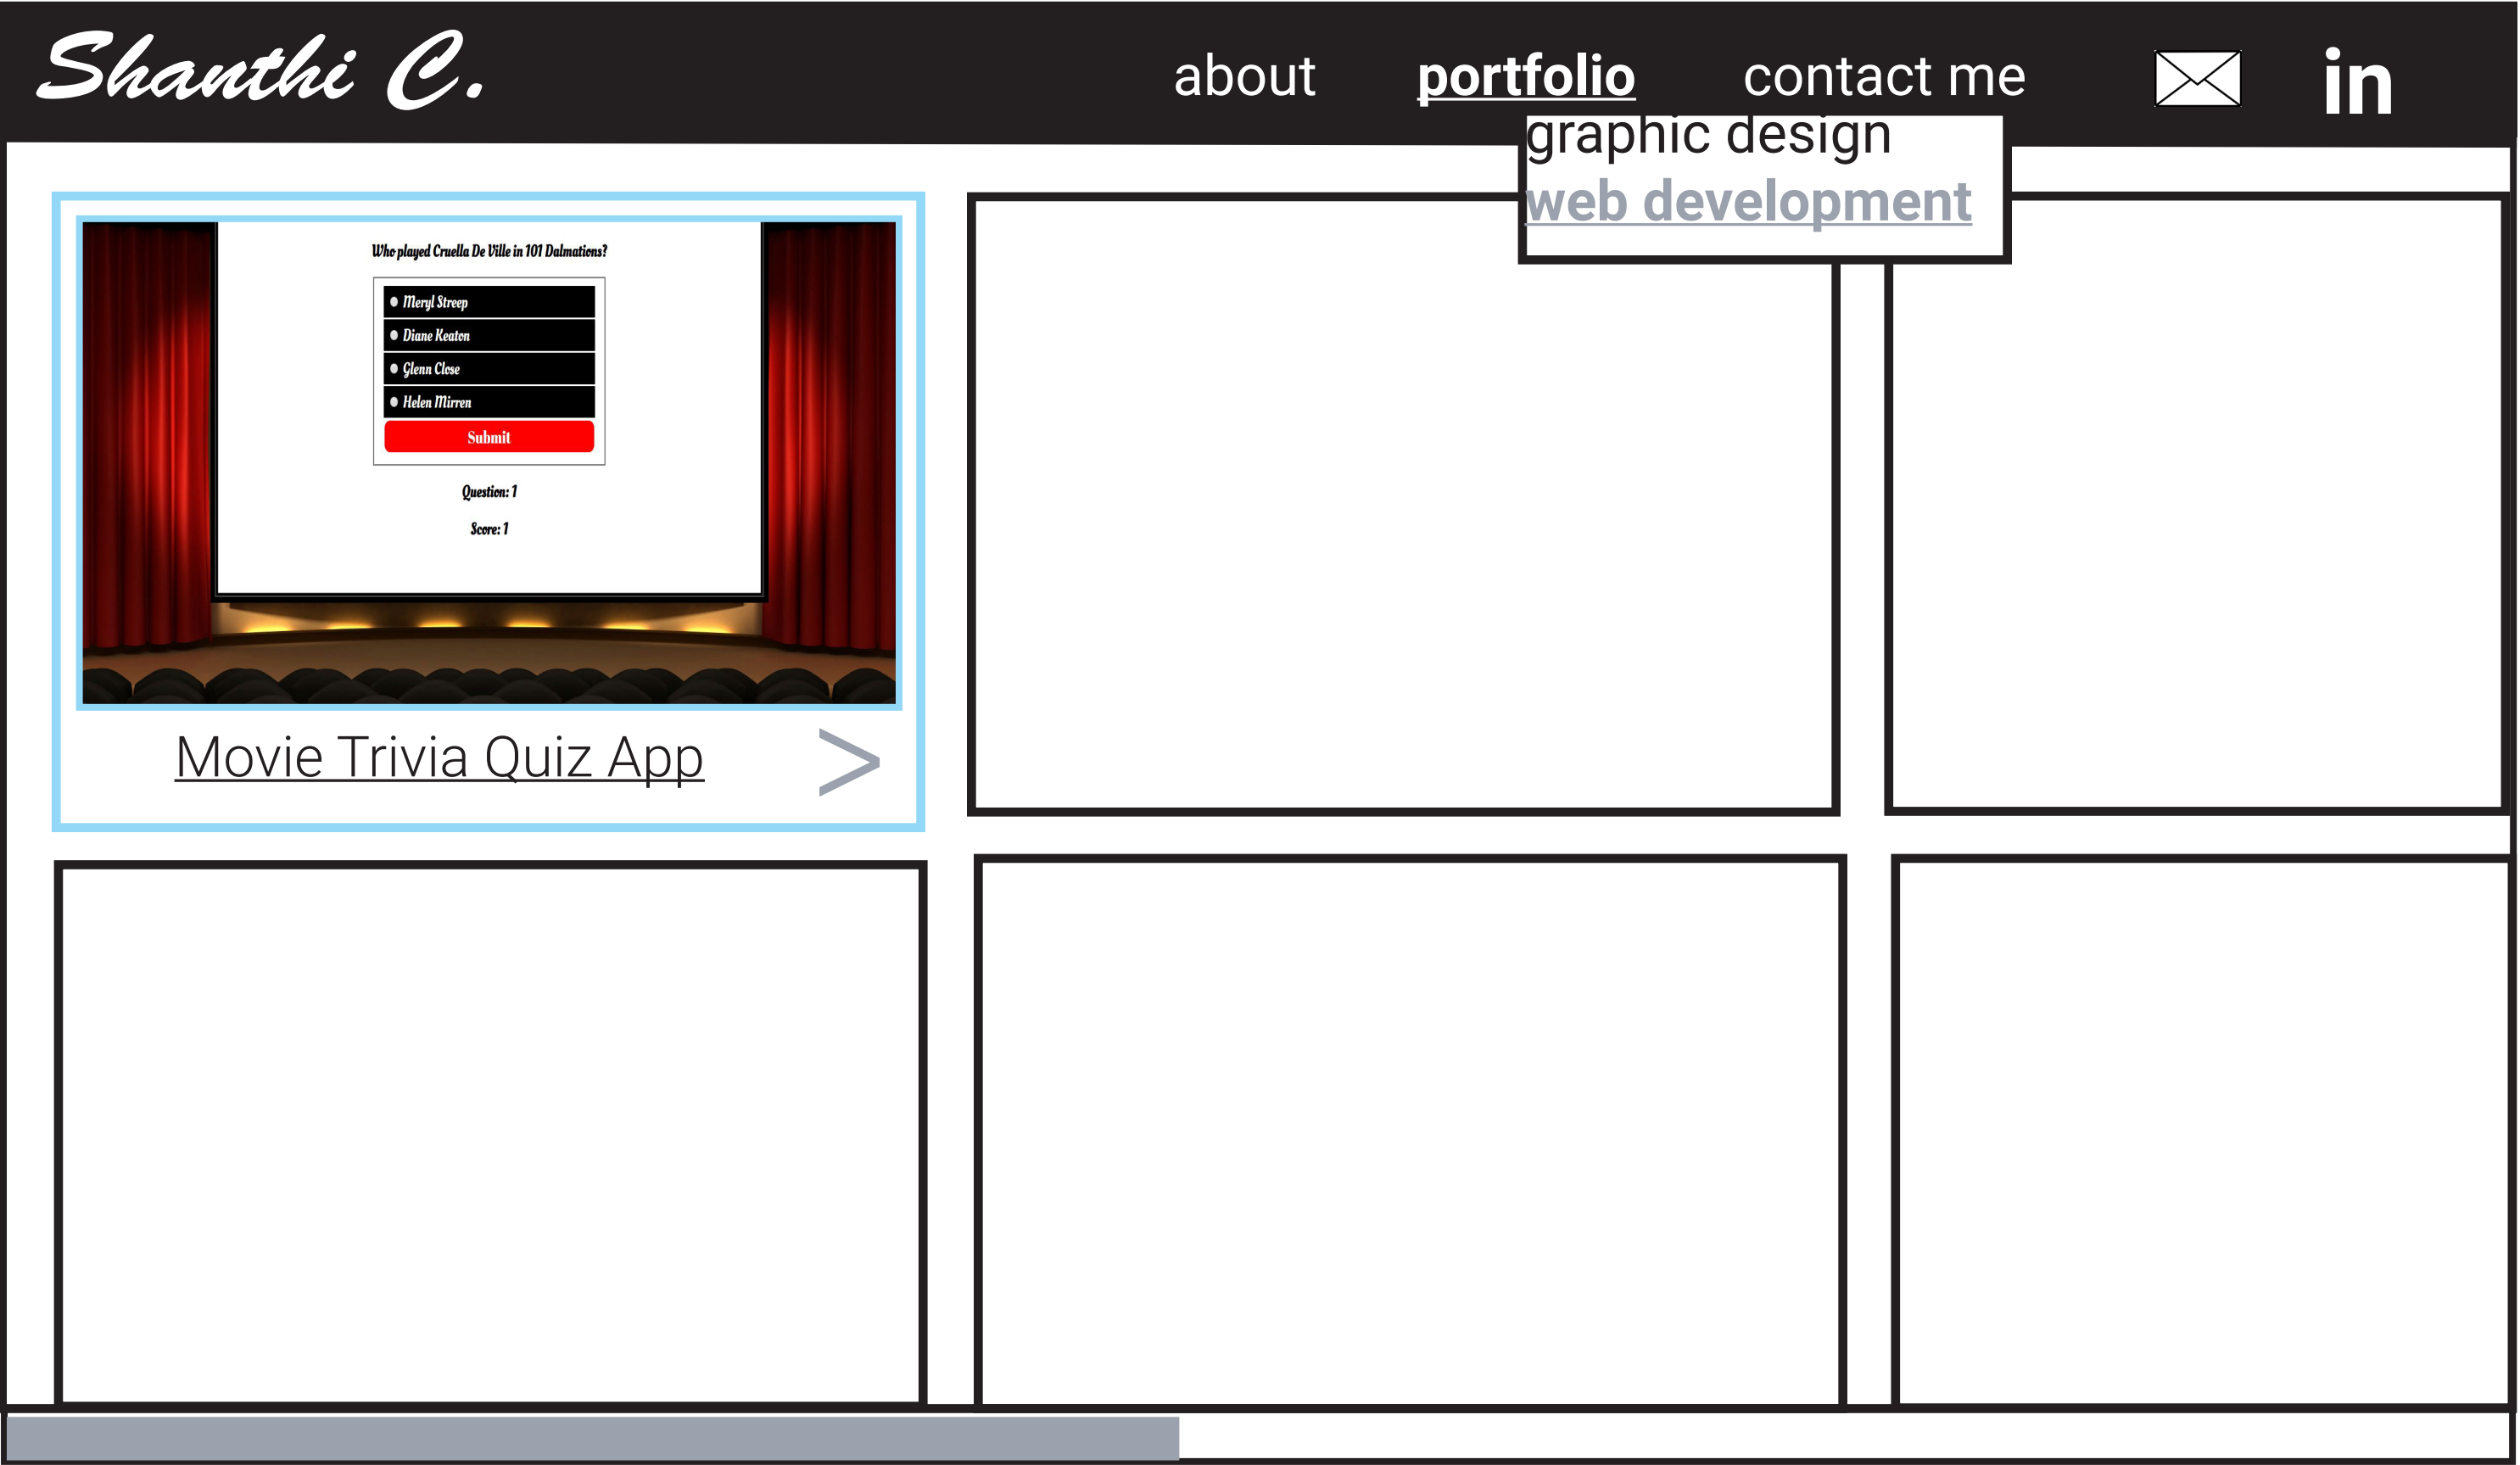 Shanthi C.
about portfolio contact me in
graphic design
web development
Who played Cruella De Ville in 101 Dalmations?
Meryl Streep
Diane Keaton
Glenn Close
Helen Mirren
Submit
Question: 1
Score: 1
Movie Trivia Quiz App >